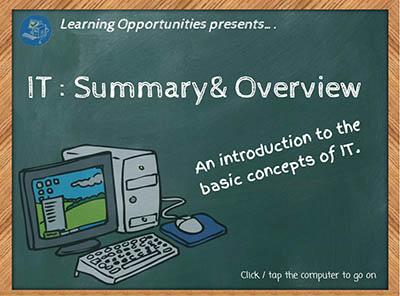 Learning Opportunities presents... .
IT : Summary& Overview
An introduction to the
basic concepts of IT.
Click / tap the computer to go on